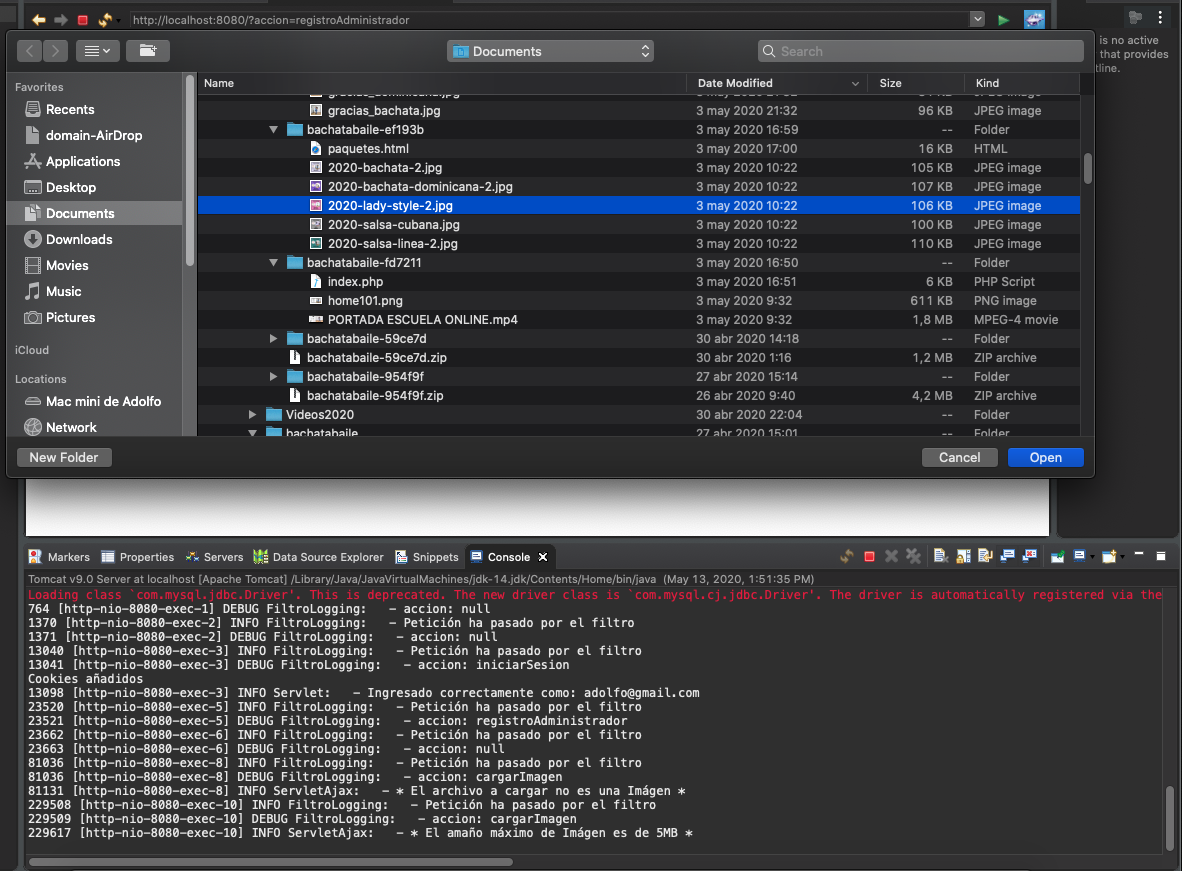 http://localhost:8080/?accion=registroAdministrador
is no active
that provides
tline.
Documents
Search
Favorites
Recents
domain-AirDrop
Applications
Desktop
Documents
Downloads
Movies
Music
Pictures
iCloud
Locations
Mac mini de Adolfo
Network
Name Date Modified Size Kind
gracias_dominicana.jpg
gracias_bachata.jpg 3 may 2020 21:32 96 KB JPEG image
bachatabaile-ef193b 3 may 2020 16:59 -- Folder
paquetes.html 3 may 2020 17:00 16 KB HTML
2020-bachata-2.jpg 3 may 2020 10:22 105 KB JPEG image
2020-bachata-dominicana-2.jpg 3 may 2020 10:22 107 KB JPEG image
2020-lady-style-2.jpg 3 may 2020 10:22 106 KB JPEG image
2020-salsa-cubana.jpg 3 may 2020 10:22 100 KB JPEG image
2020-salsa-linea-2.jpg 3 may 2020 10:22 110 KB JPEG image
bachatabaile-fd7211 3 may 2020 16:50 -- Folder
index.php 3 may 2020 16:51 6 KB PHP Script
home101.png 3 may 2020 9:32 611 KB PNG image
PORTADA ESCUELA ONLINE.mp4 3 may 2020 9:32 1,8 MB MPEG-4 movie
bachatabaile-59ce7d 30 abr 2020 14:18 -- Folder
bachatabaile-59ce7d.zip 30 abr 2020 1:16 1,2 MB ZIP archive
bachatabaile-954f9f 27 abr 2020 15:14 -- Folder
bachatabaile-954f9f.zip 26 abr 2020 9:40 4,2 MB ZIP archive
Videos2020 30 abr 2020 22:04 -- Folder
bachatabaile 27 abr 2020 15:01 -- Folder
New Folder Cancel Open
Markers Properties Servers Data Source Explorer Snippets Console
Tomcat v9.0 Server at localhost [Apache Tomcat] /Library/Java/JavaVirtualMachines/jdk-14.jdk/Contents/Home/bin/java (May 13, 2020, 1:51:35 PM)
Loading class `com.mysql.jdbc.Driver'. This is deprecated. The new driver class is `com.mysql.cj.jdbc.Driver'. The driver is automatically registered via the
764 [http-nio-8080-exec-1] DEBUG FiltroLogging: - accion: null
1370 [http-nio-8080-exec-2] INFO FiltroLogging: - Petición ha pasado por el filtro
1371 [http-nio-8080-exec-2] DEBUG FiltroLogging: - accion: null
13040 [http-nio-8080-exec-3] INFO FiltroLogging: - Petición ha pasado por el filtro
13041 [http-nio-8080-exec-3] DEBUG FiltroLogging: - accion: iniciarSesion
Cookies añadidos
13098 [http-nio-8080-exec-3] INFO Servlet: - Ingresado correctamente como: adolfo@gmail.com
23520 [http-nio-8080-exec-5] INFO FiltroLogging: - Petición ha pasado por el filtro
23521 [http-nio-8080-exec-5] DEBUG FiltroLogging: - accion: registroAdministrador
23662 [http-nio-8080-exec-6] INFO FiltroLogging: - Petición ha pasado por el filtro
23663 [http-nio-8080-exec-6] DEBUG FiltroLogging: - accion: null
81036 [http-nio-8080-exec-8] INFO FiltroLogging: - Petición ha pasado por el filtro
81036 [http-nio-8080-exec-8] DEBUG FiltroLogging: - accion: cargarImagen
81131 [http-nio-8080-exec-8] INFO ServletAjax: - * El archivo a cargar no es una Imágen *
229508 [http-nio-8080-exec-10] INFO FiltroLogging: - Petición ha pasado por el filtro
229509 [http-nio-8080-exec-10] DEBUG FiltroLogging: - accion: cargarImagen
229617 [http-nio-8080-exec-10] INFO ServletAjax: - * El amaño máximo de Imágen es de 5MB *